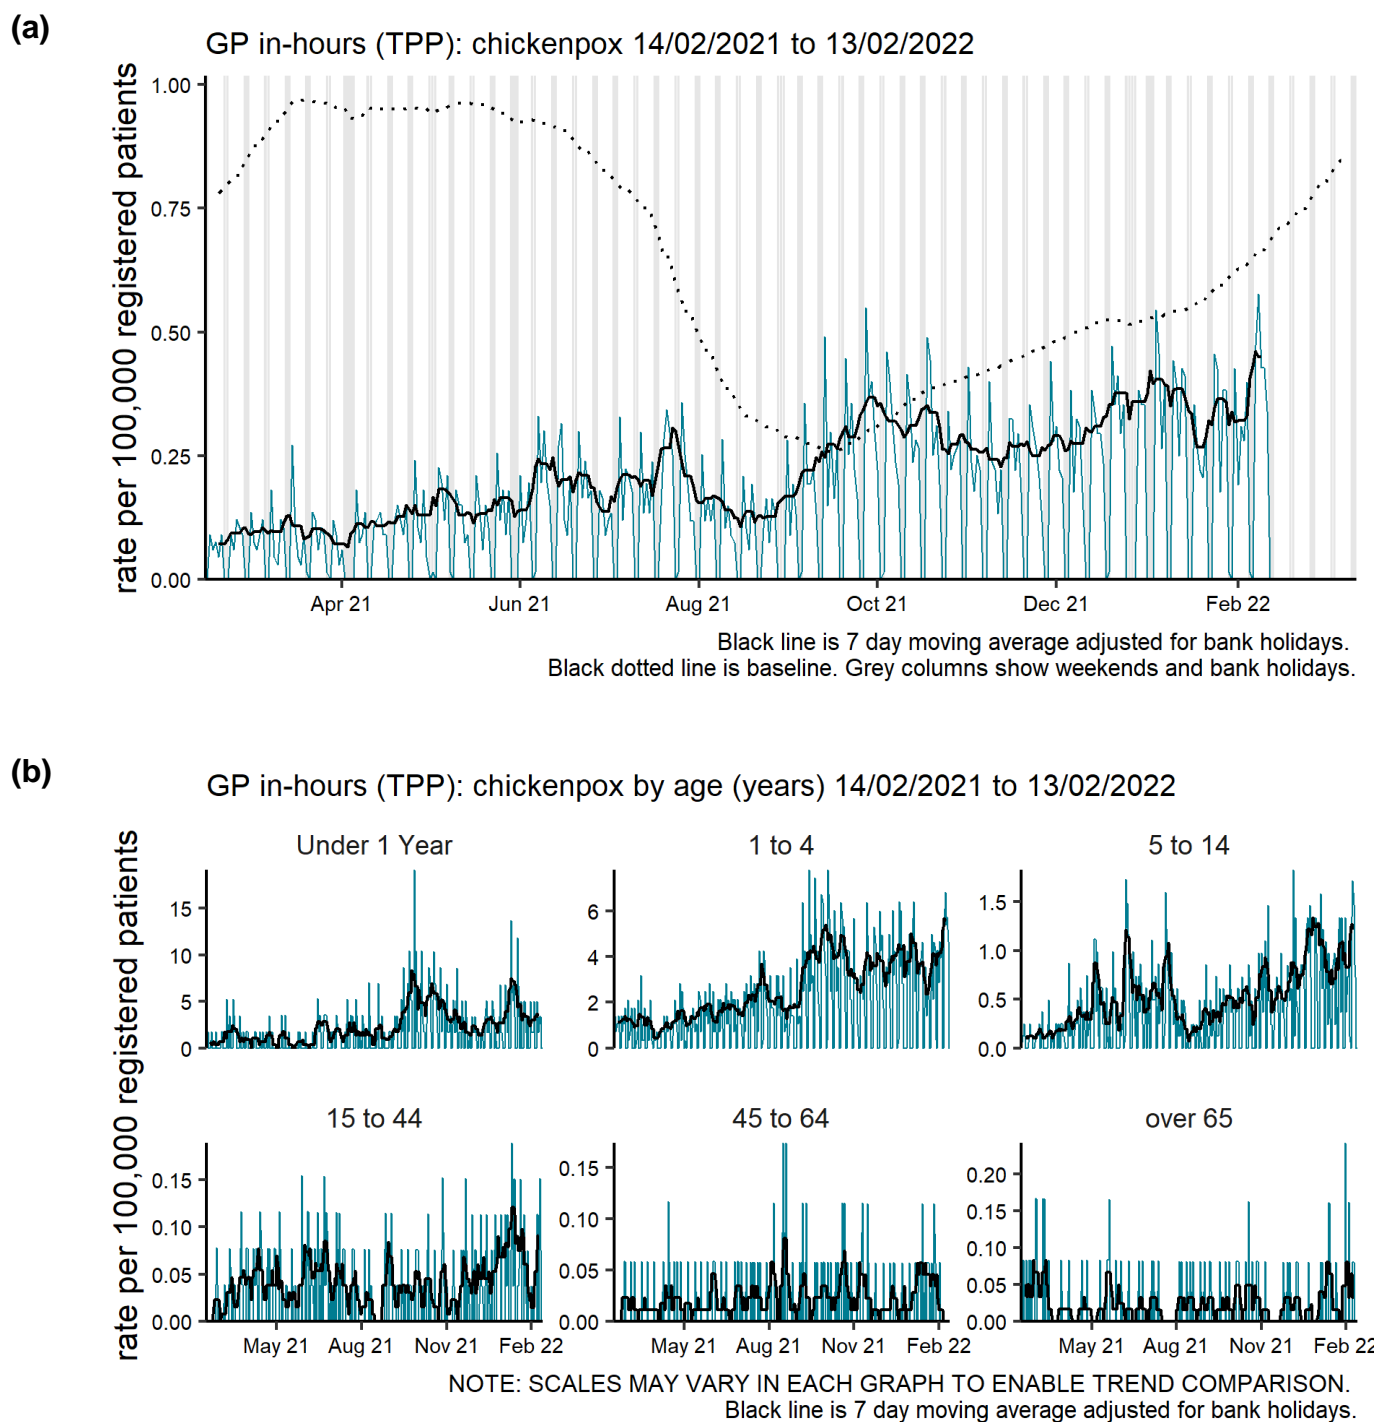 (a)
GP in-hours (TPP): chickenpox 14/02/2021 to 13/02/2022
rate per 100,000 registered patients
1.00
0.75
0.50
0.25
0.00
Apr 21 Jun 21 Aug 21 Oct 21 Dec 21 Feb 22
Black line is 7 day moving average adjusted for bank holidays.
Black dotted line is baseline. Grey columns show weekends and bank holidays.
(b)
GP in-hours (TPP): chickenpox by age (years) 14/02/2021 to 13/02/2022
rate per 100,000 registered patients
Under 1 Year 1 to 4 5 to 14
15
10
5
0
6
4
2
0
1.5
1.0
0.5
0.0
15 to 44 45 to 64 over 65
0.15
0.10
0.05
0.00
0.15
0.10
0.05
0.00
0.20
0.15
0.10
0.05
0.00
May 21 Aug 21 Nov 21 Feb 22 May 21 Aug 21 Nov 21 Feb 22 May 21 Aug 21 Nov 21 Feb 22
NOTE: SCALES MAY VARY IN EACH GRAPH TO ENABLE TREND COMPARISON.
Black line is 7 day moving average adjusted for bank holidays.